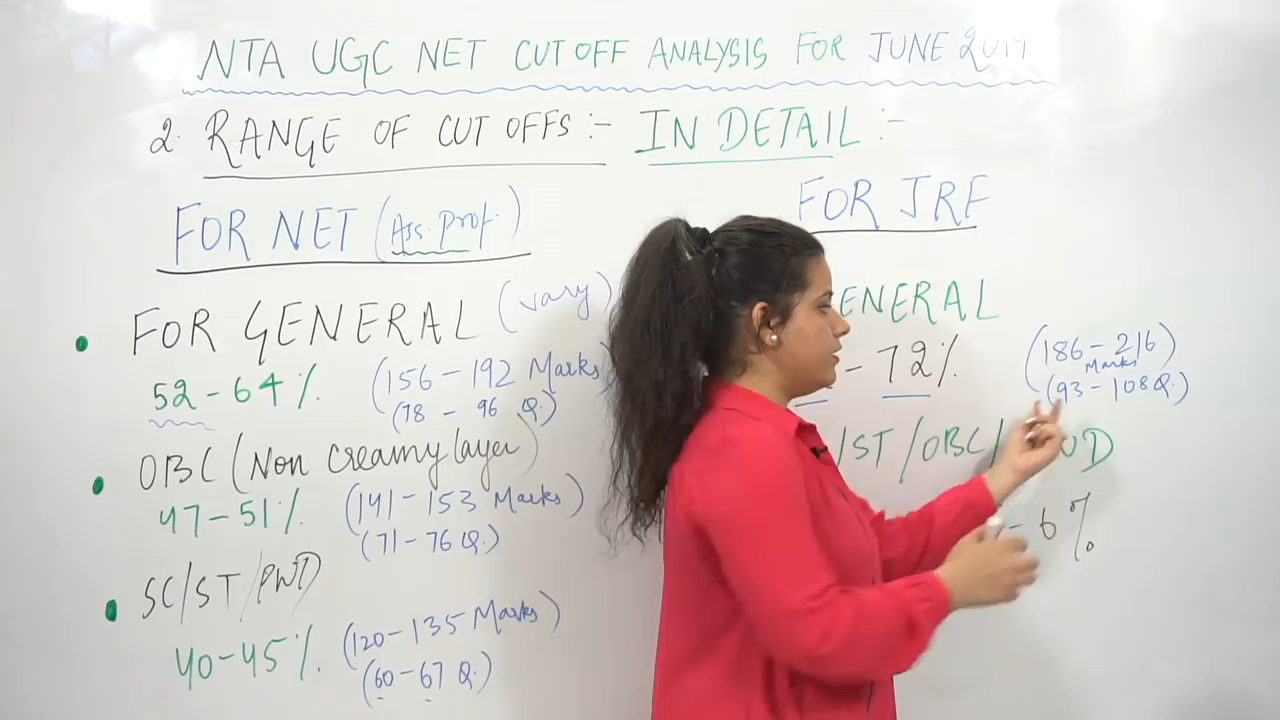 NTA UGC NET CUT OFF ANALYSIS FOR JUNE 2019
2. RANGE OF CUT OFFS :- IN DETAIL :-
FOR NET (Ass. Prof.)
FOR GENERAL (vary)
52 - 64 %. (156 - 192 Marks)
(78 - 96 Q.)
OBC (Non Creamy layer)
47 - 51 %. (141 - 153 Marks)
(71 - 76 Q.)
SC/ST/PWD
40 - 45 %. (120 - 135 Marks)
(60 - 67 Q.)
FOR JRF
ENERAL
- 72 %. (186 - 216)
Marks
(93 - 108 Q.)
/ST/OBC/ WD
- 6 %